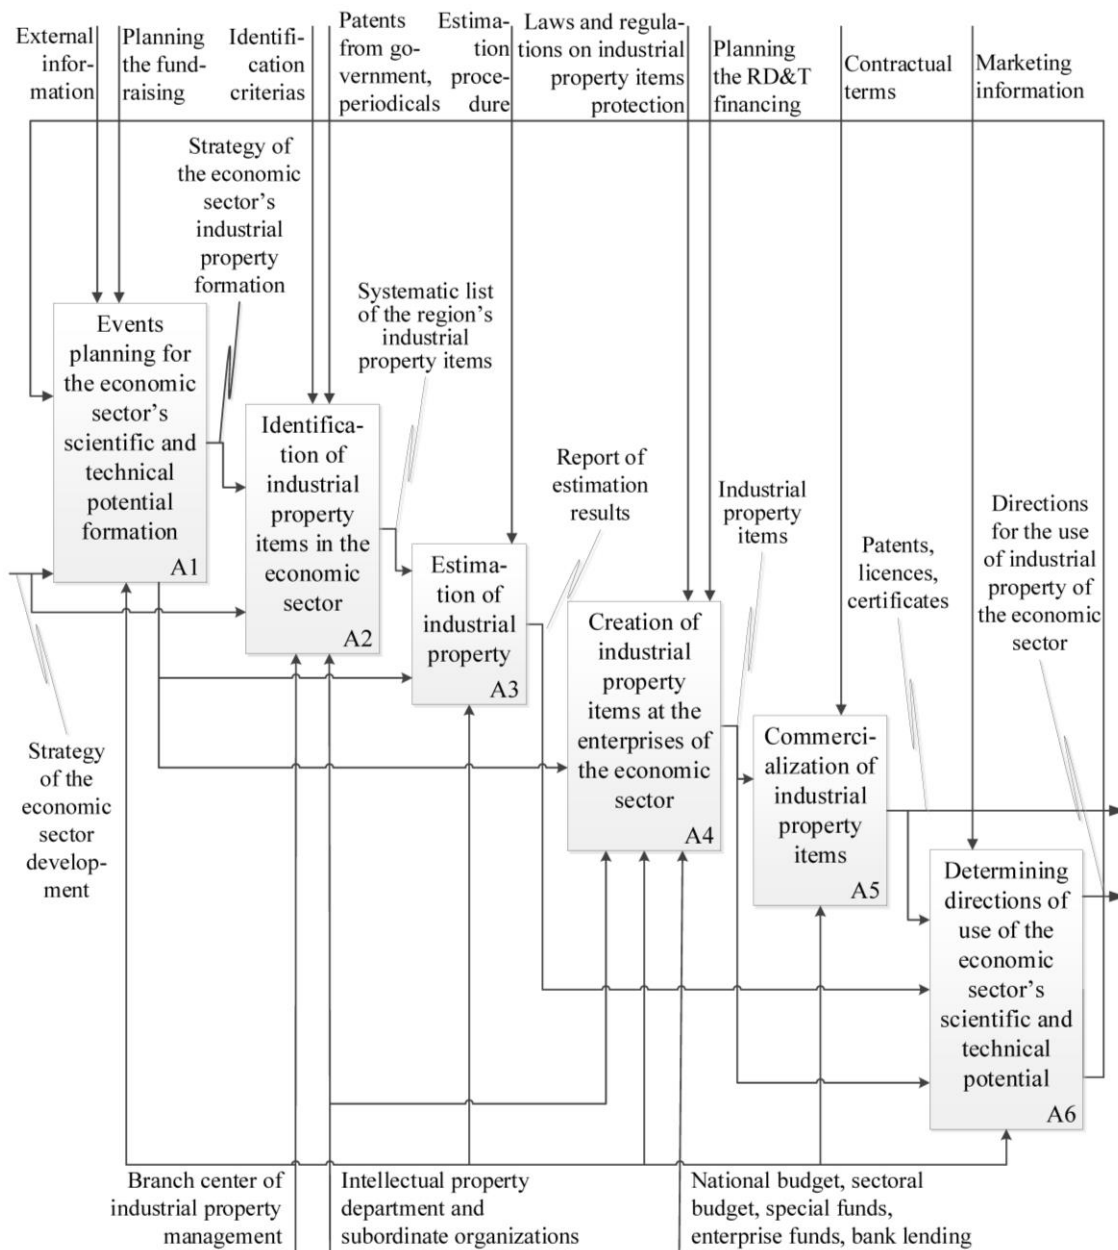 External
infor-
mation
Planning
the fund-
raising
Identifi-
cation
criterias
Patents
from go-
vernment,
periodicals
Estima-
tion
proce-
dure
Laws and regula-
tions on industrial
property items
protection
Planning
the RD&T
financing
Contractual
terms
Marketing
information
Strategy of
the economic
sector's
industrial
property
formation
Systematic list
of the region's
industrial
property items
Report of
estimation
results
Industrial
property
items
Patents,
licences,
certificates
Directions
for the use
of industrial
property of
the economic
sector
Events
planning for
the economic
sector's
scientific and
technical
potential
formation
A1
Identifica-
tion of
industrial
property
items in the
economic
sector
A2
Estima-
tion of
industrial
property
A3
Creation of
industrial
property
items at the
enterprises of
the economic
sector
A4
Commerci-
alization of
industrial
property
items
A5
Determining
directions of
use of the
economic
sector's
scientific and
technical
potential
A6
Strategy
of the
economic
sector
develop-
ment
Branch center of
industrial property
management
Intellectual property
department and
subordinate organizations
National budget, sectoral
budget, special funds,
enterprise funds, bank lending